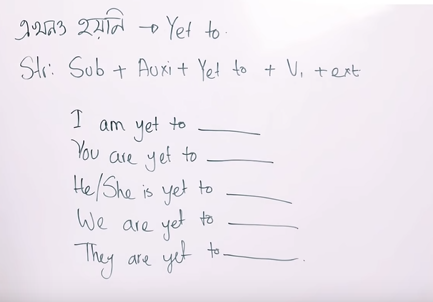 এখনও হয়নি → Yet to.
Str: Sub + Auxi + Yet to + V₁ + ext
I am yet to ______
You are yet to ______
He/She is yet to ______
We are yet to ______
They are yet to ______.